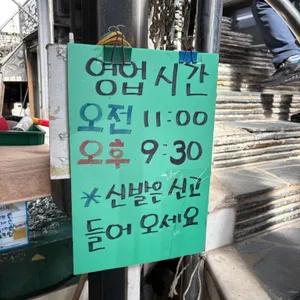 영업시간
오전 11:00
오후 9:30
* 신발은 신고
들어 오세요